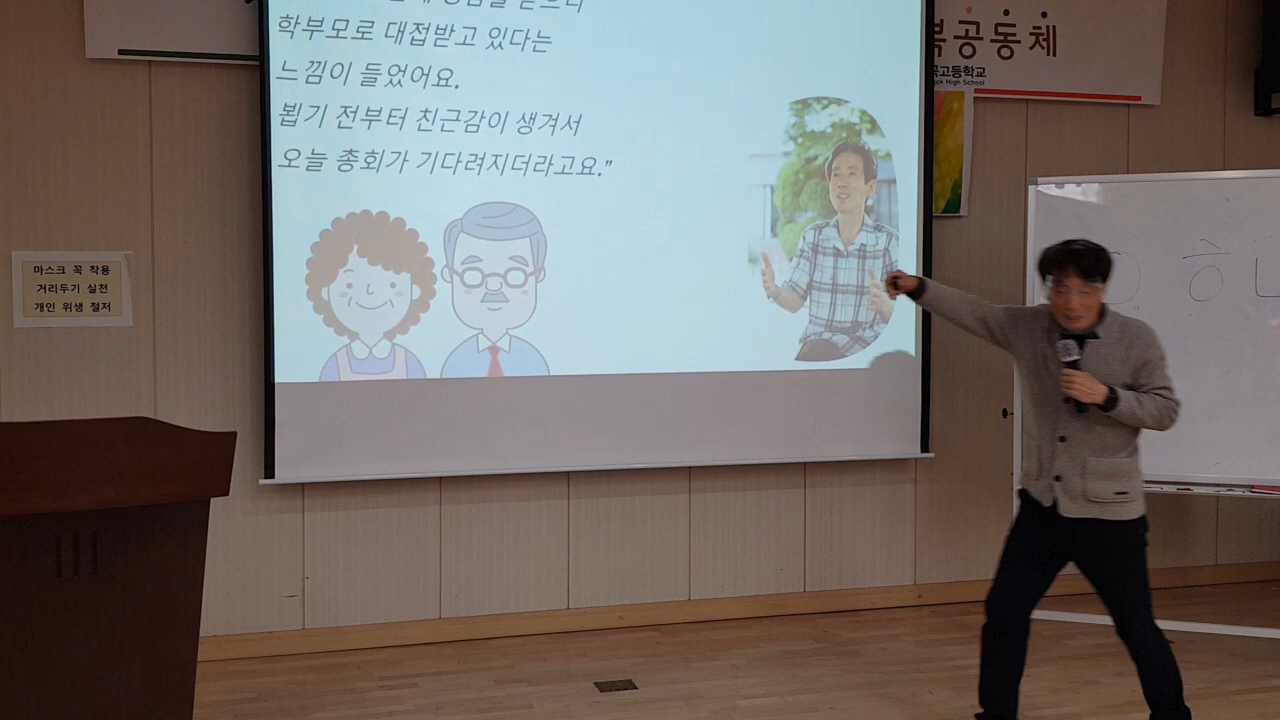 학부모로 대접받고 있다는
느낌이 들었어요.
뵙기 전부터 친근감이 생겨서
오늘 총회가 기다려지더라고요."
공동체
고등학교
High School
마스크 꼭 착용
거리두기 실천
개인 위생 철저